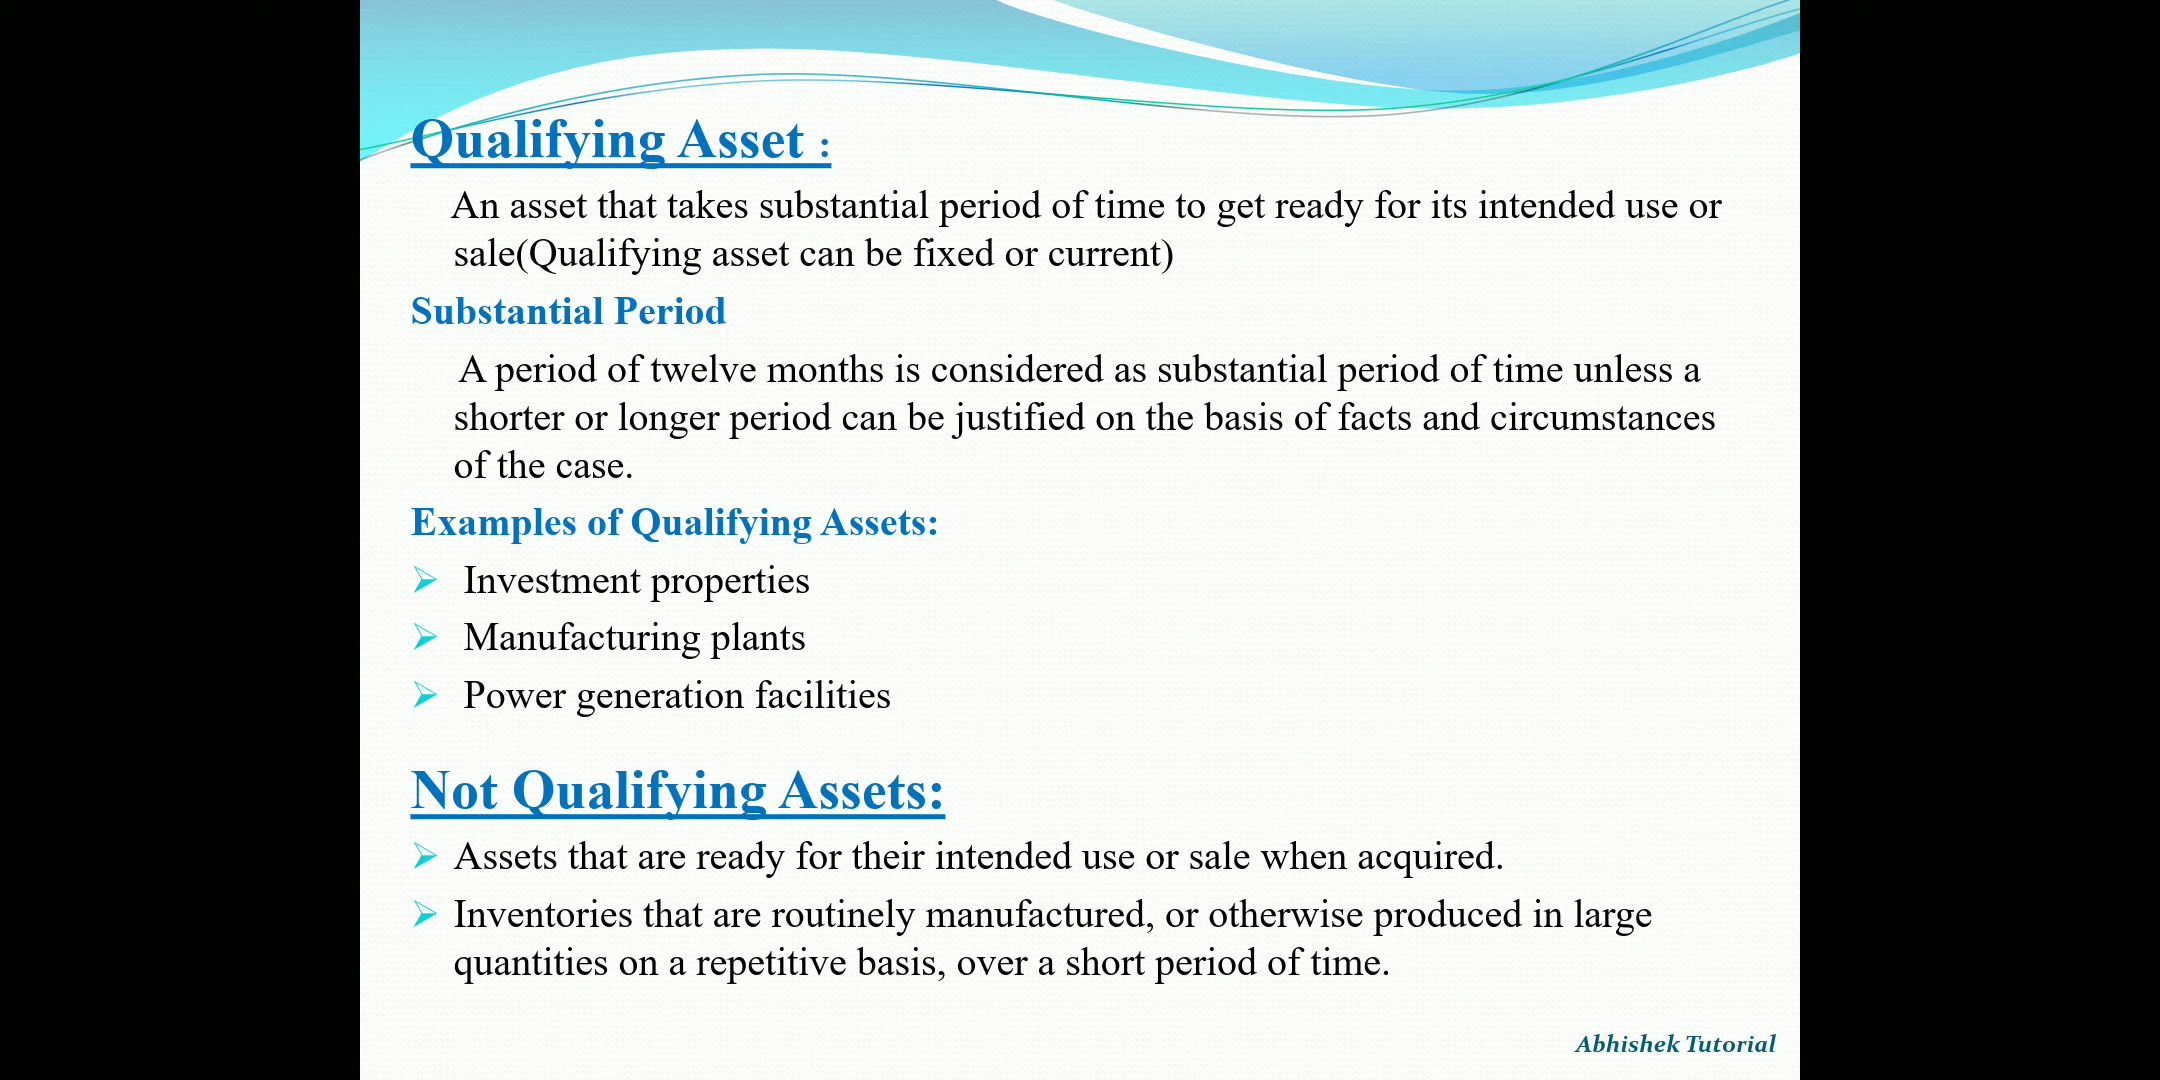 Qualifying Asset :
An asset that takes substantial period of time to get ready for its intended use or
sale(Qualifying asset can be fixed or current)
Substantial Period
A period of twelve months is considered as substantial period of time unless a
shorter or longer period can be justified on the basis of facts and circumstances
of the case.
Examples of Qualifying Assets:
➢ Investment properties
➢ Manufacturing plants
➢ Power generation facilities
Not Qualifying Assets:
➢ Assets that are ready for their intended use or sale when acquired.
➢ Inventories that are routinely manufactured, or otherwise produced in large
quantities on a repetitive basis, over a short period of time.
Abhishek Tutorial